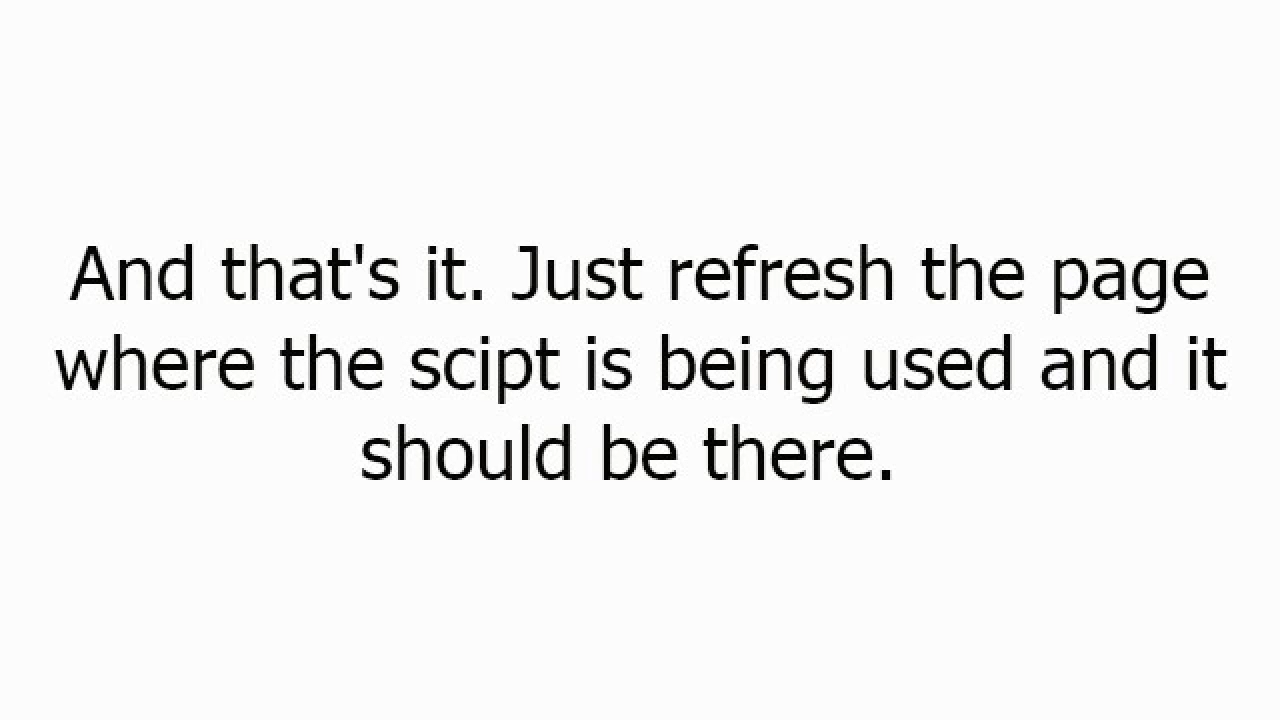 And that's it. Just refresh the page
where the scipt is being used and it
should be there.